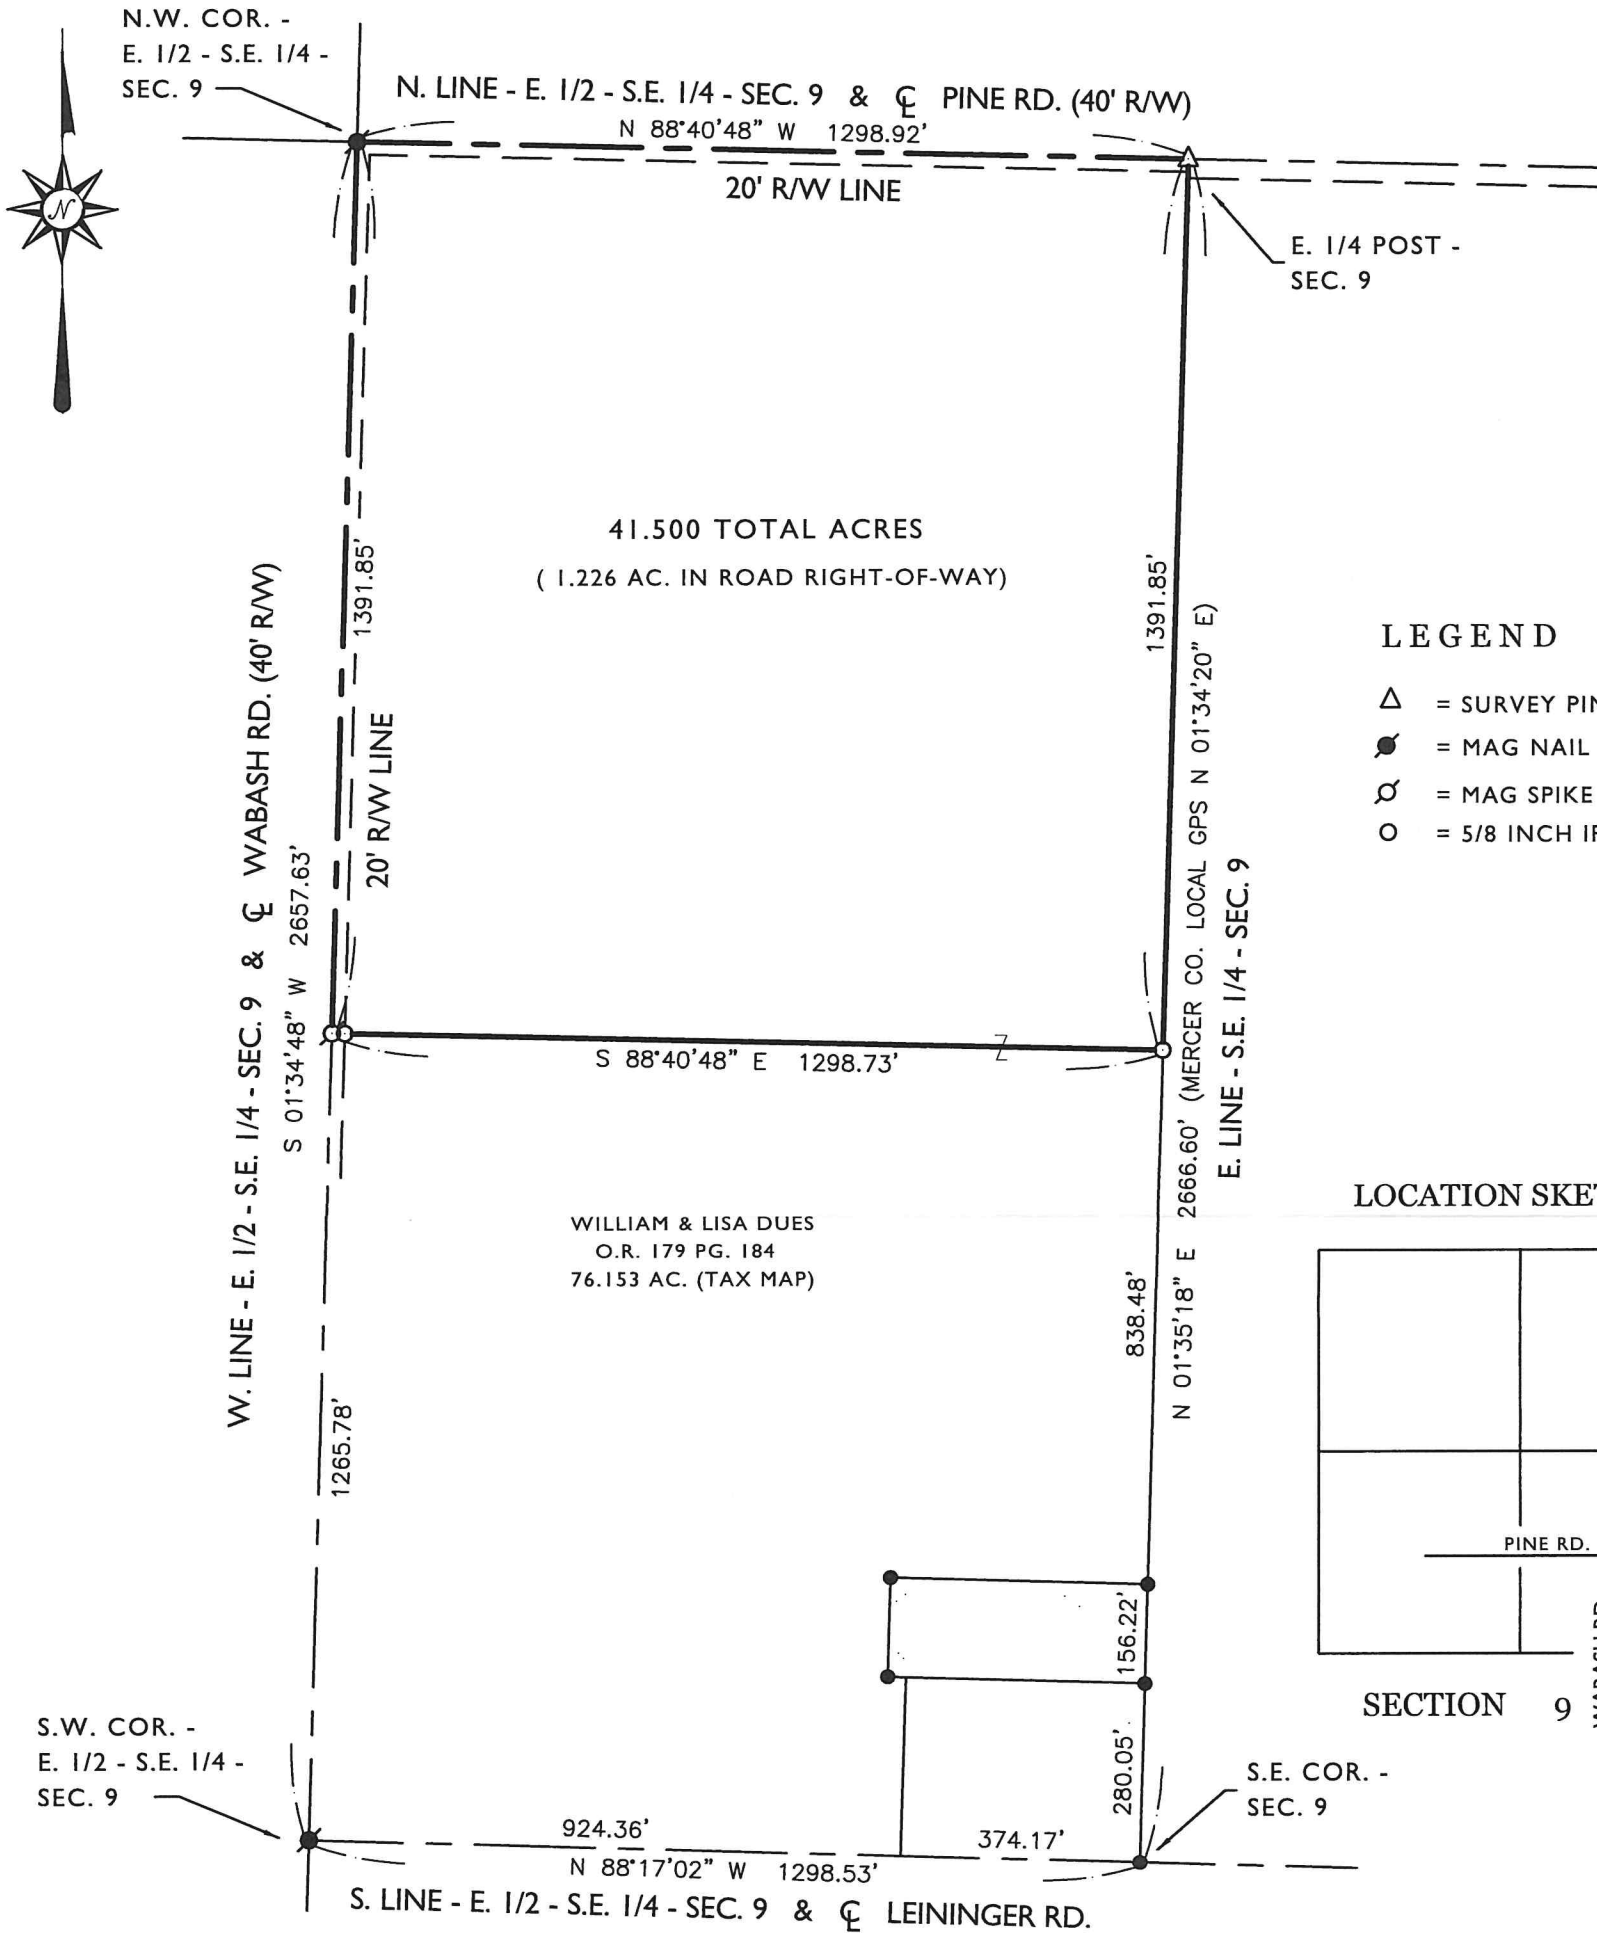 N.W. COR. -
E. 1/2 - S.E. 1/4 -
SEC. 9
N. LINE - E. 1/2 - S.E. 1/4 - SEC. 9 & ℄ PINE RD. (40' R/W)
N 88°40'48" W 1298.92'
20' R/W LINE
N
E. 1/4 POST -
SEC. 9
41.500 TOTAL ACRES
( 1.226 AC. IN ROAD RIGHT-OF-WAY)
1391.85'
20' R/W LINE
W. LINE - E. 1/2 - S.E. 1/4 - SEC. 9 & ℄ WABASH RD. (40' R/W)
S 01°34'48" W 2657.63'
1391.85'
N 01°35'18" E 2666.60' (MERCER CO. LOCAL GPS N 01°34'20" E)
E. LINE - S.E. 1/4 - SEC. 9
LEGEND
= SURVEY PIN
= MAG NAIL
= MAG SPIKE
= 5/8 INCH
S 88°40'48" E 1298.73'
WILLIAM & LISA DUES
O.R. 179 PG. 184
76.153 AC. (TAX MAP)
838.48'
1265.78'
156.22'
280.05'
LOCATION
PINE RD.
WABASH RD.
SECTION 9
S.W. COR. -
E. 1/2 - S.E. 1/4 -
SEC. 9
S.E. COR. -
SEC. 9
924.36'
374.17'
N 88°17'02" W 1298.53'
S. LINE - E. 1/2 - S.E. 1/4 - SEC. 9 & ℄ LEININGER RD.